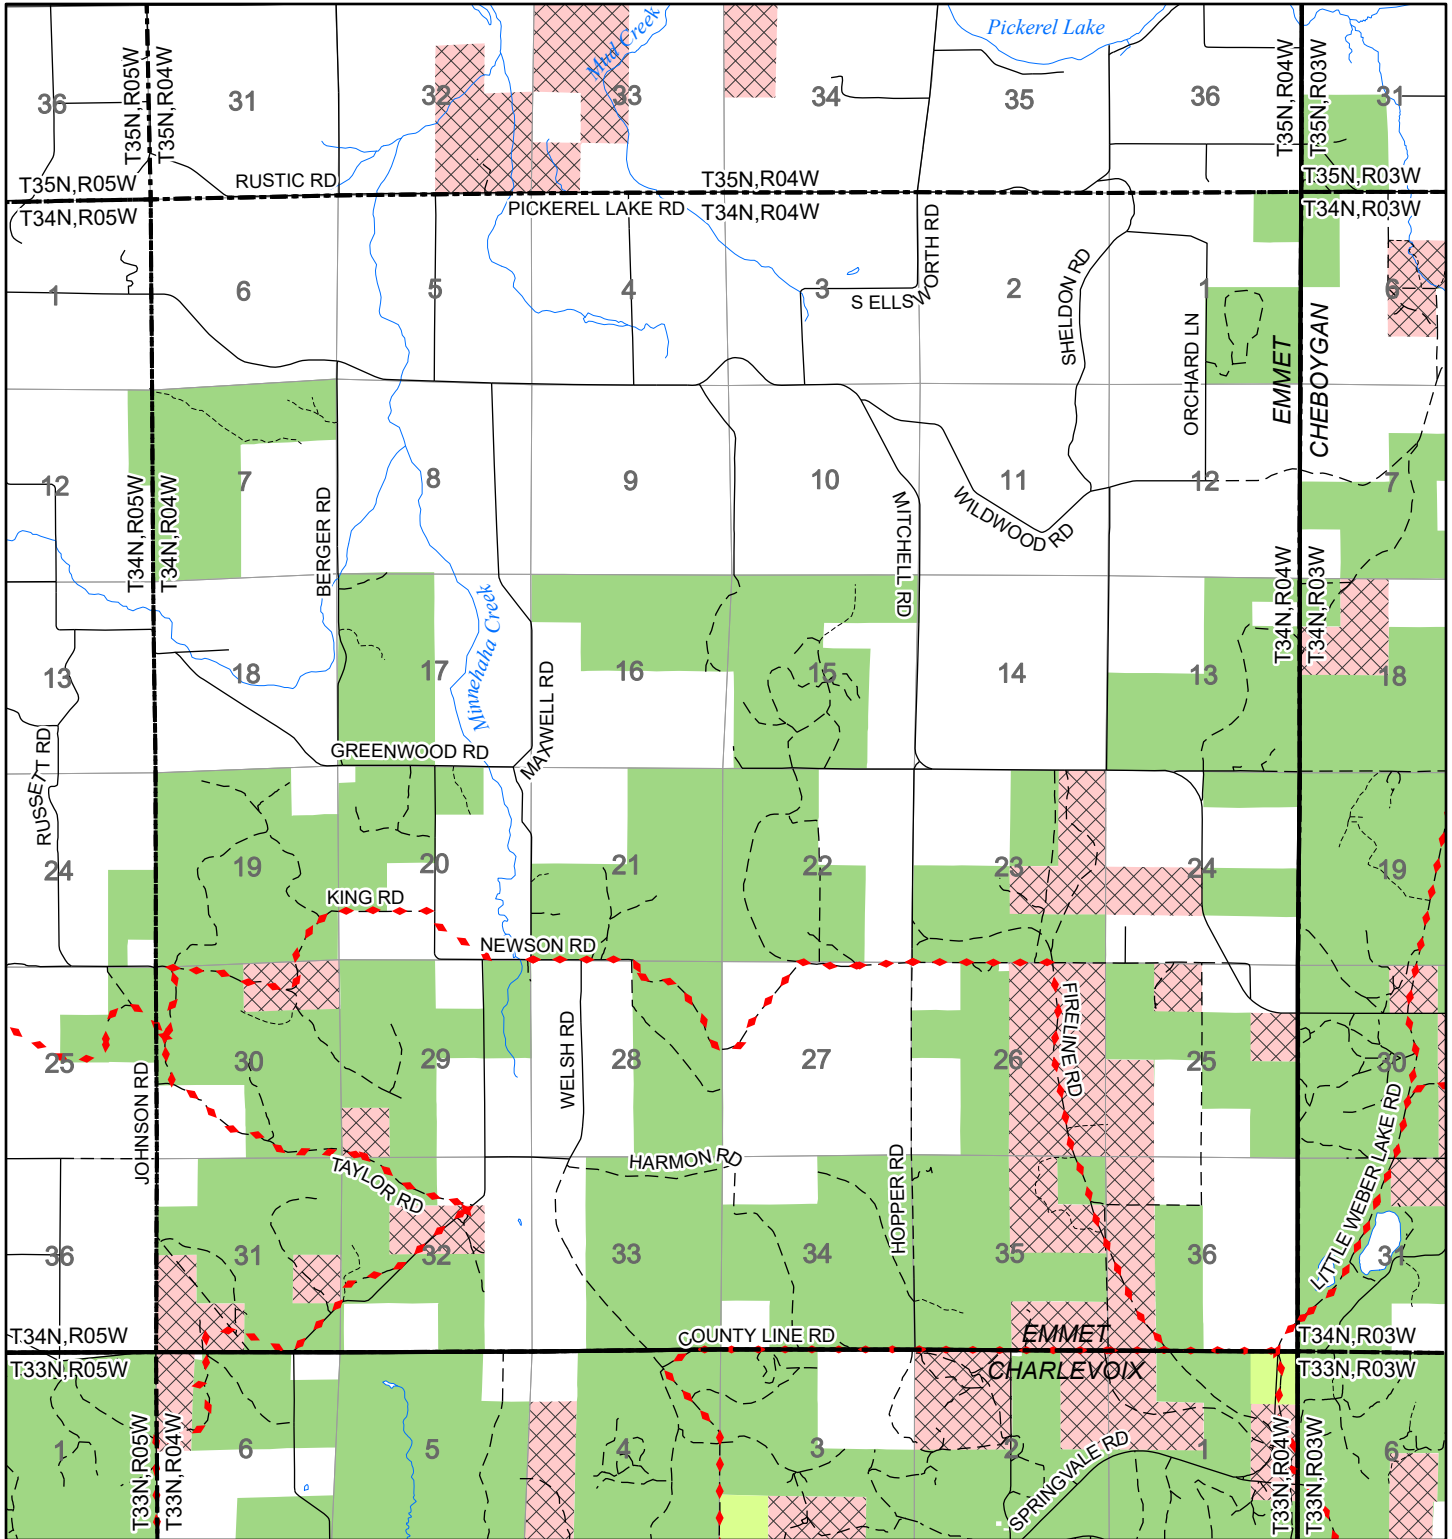 Pickerel Lake
Mud Creek
36
31
32
33
34
35
36
31
T35N,R05W
T35N,R04W
T35N,R04W
T35N,R03W
T35N,R05W
RUSTIC RD
T35N,R04W
T35N,R03W
T34N,R05W
PICKEREL LAKE RD
T34N,R04W
T34N,R03W
1
6
5
4
3
S ELLSWORTH RD
2
SHELDON RD
1
ORCHARD LN
6
EMMET
CHEBOYGAN
12
7
8
9
10
11
12
7
T34N,R05W
T34N,R04W
BERGER RD
MITCHELL RD
WILDWOOD RD
T34N,R04W
T34N,R03W
Minnehaha Creek
13
18
17
16
15
14
13
18
MAXWELL RD
GREENWOOD RD
RUSSETT RD
24
19
20
21
22
23
24
19
KING RD
NEWSON RD
25
30
29
28
27
26
25
30
JOHNSON RD
WELSH RD
FIRELINE RD
LITTLE WEBER LAKE RD
TAYLOR RD
HARMON RD
HOPPER RD
36
31
32
33
34
35
36
31
T34N,R05W
COUNTY LINE RD
EMMET
T34N,R03W
T33N,R05W
CHARLEVOIX
T33N,R03W
1
6
5
4
3
2
1
6
T33N,R05W
T33N,R04W
SPRINGVALE RD
T33N,R04W
T33N,R03W